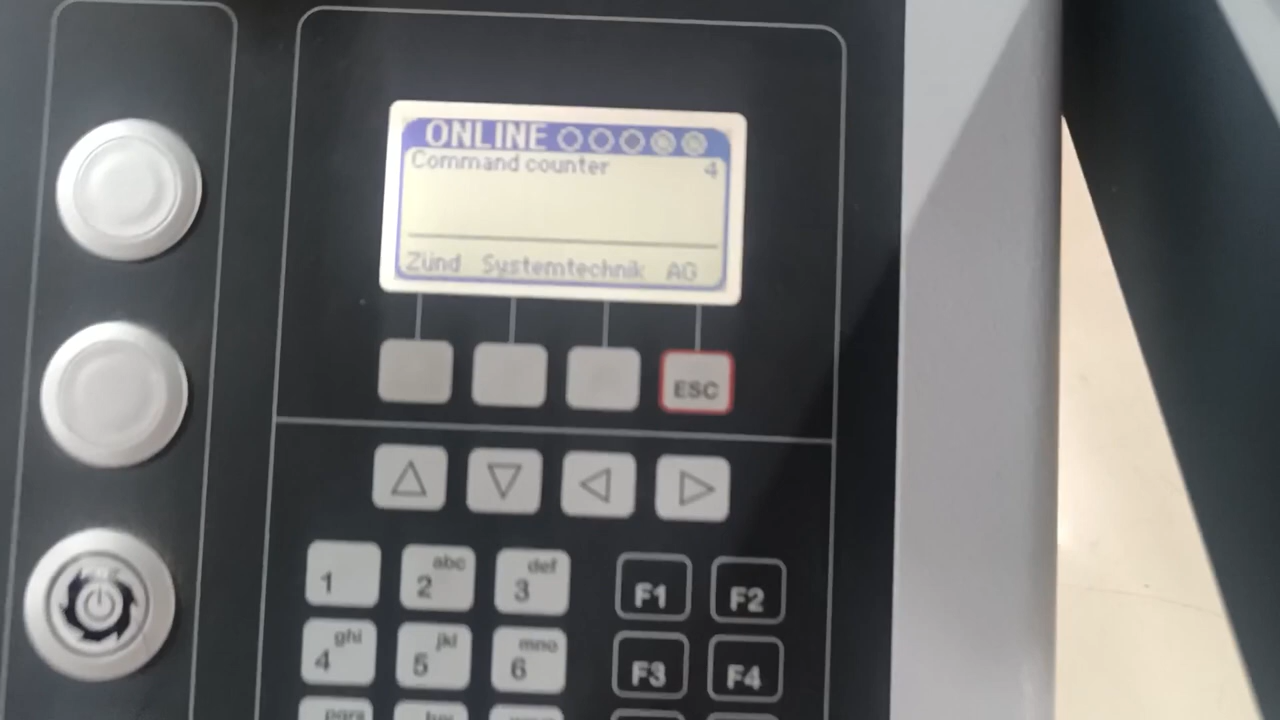 ONLINE
Command counter 4
Zünd Systemtechnik AG
ESC
1
abc
2
def
3
F1
F2
ghi
4
jkl
5
mno
6
F3
F4
pqrs